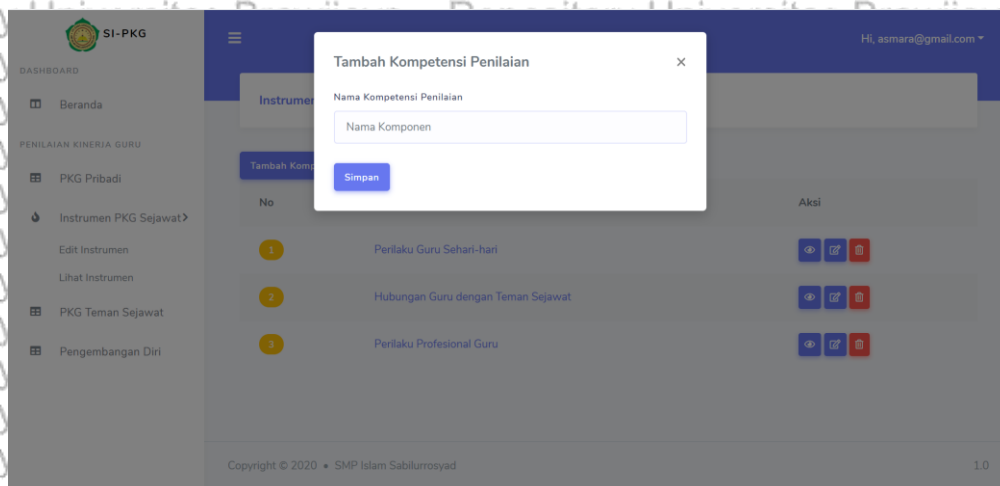 SI-PKG
Hi, asmara@gmail.com
DASHBOARD
Beranda
PENILAIAN KINERJA GURU
PKG Pribadi
Instrumen PKG Sejawat
Edit Instrumen
Lihat Instrumen
PKG Teman Sejawat
Pengembangan Diri
Tambah Kompetensi Penilaian
×
Nama Kompetensi Penilaian
Nama Komponen
Simpan
No
Aksi
1 Perilaku Guru Sehari-hari
2 Hubungan Guru dengan Teman Sejawat
3 Perilaku Profesional Guru
Copyright © 2020 • SMP Islam Sabilurrosyad
1.0